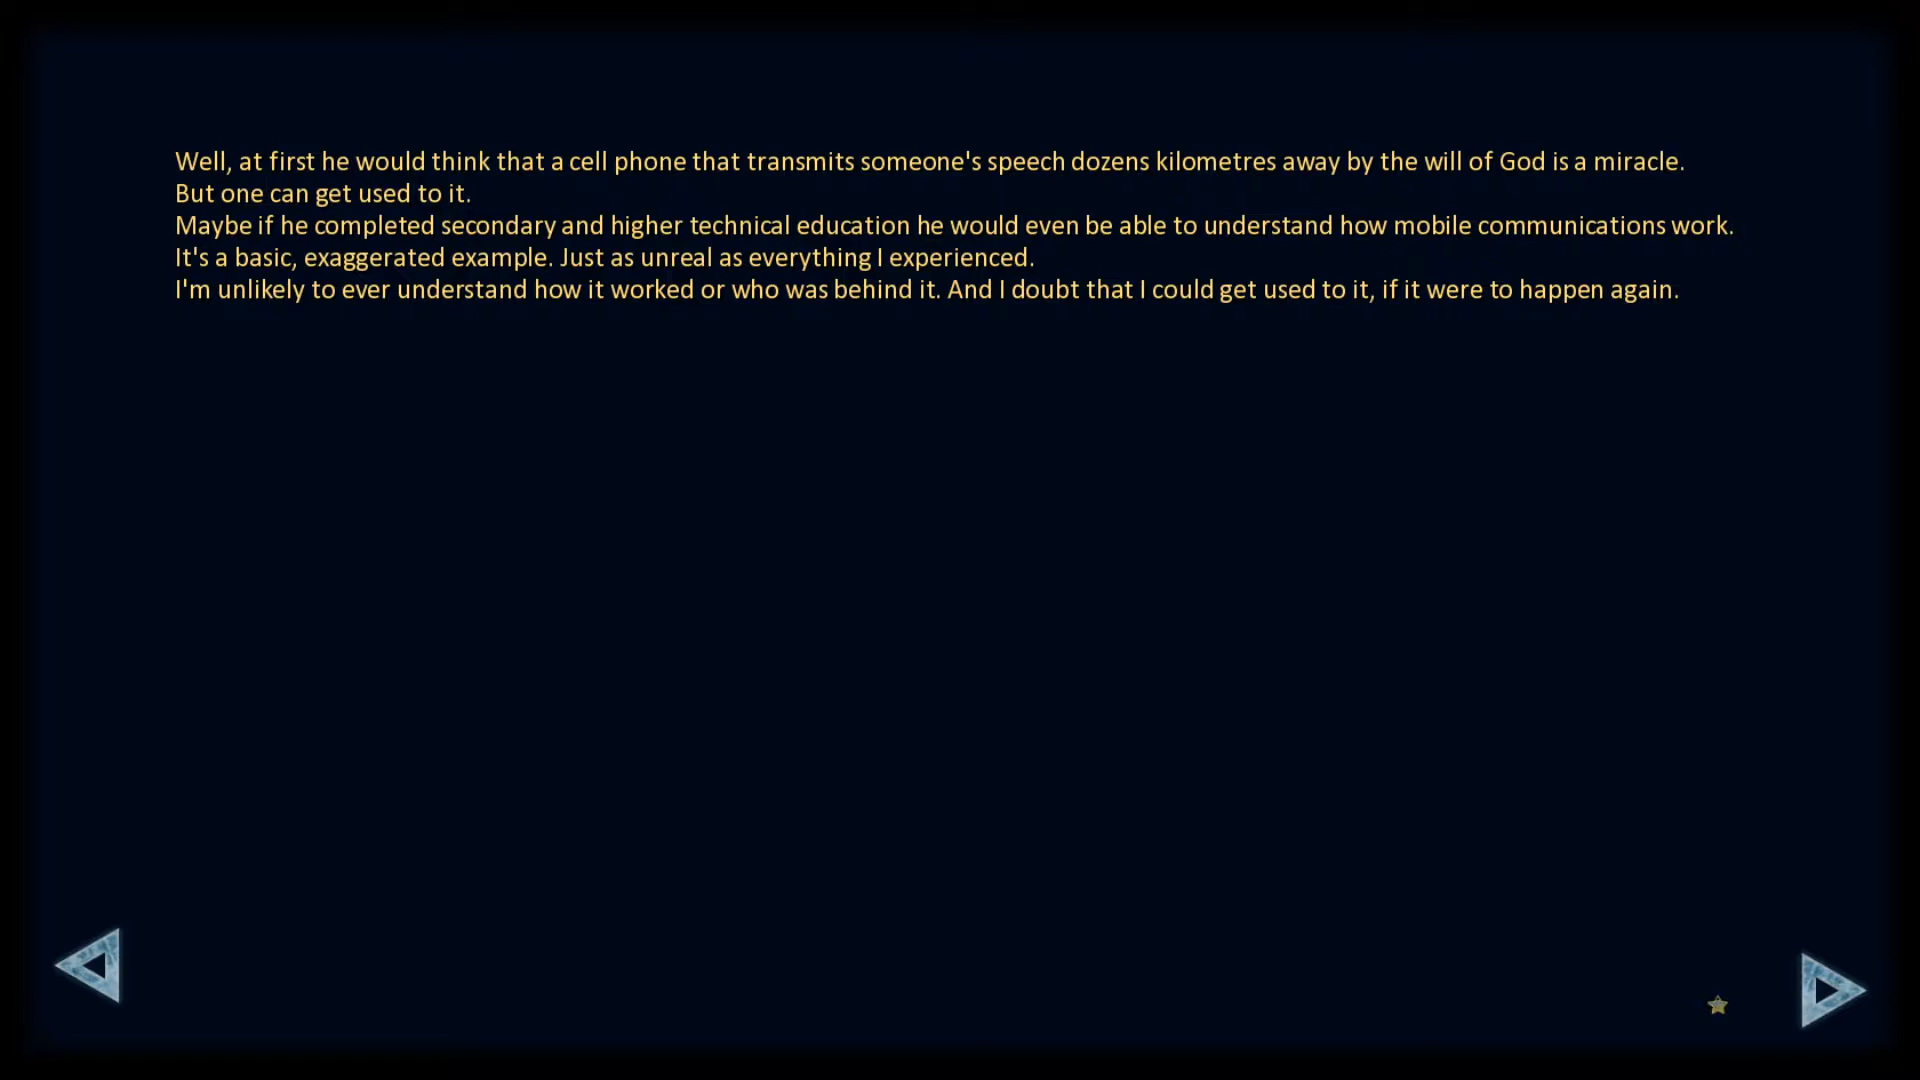 Well, at first he would think that a cell phone that transmits someone's speech dozens kilometres away by the will of God is a miracle.
But one can get used to it.
Maybe if he completed secondary and higher technical education he would even be able to understand how mobile communications work.
It's a basic, exaggerated example. Just as unreal as everything I experienced.
I'm unlikely to ever understand how it worked or who was behind it. And I doubt that I could get used to it, if it were to happen again.